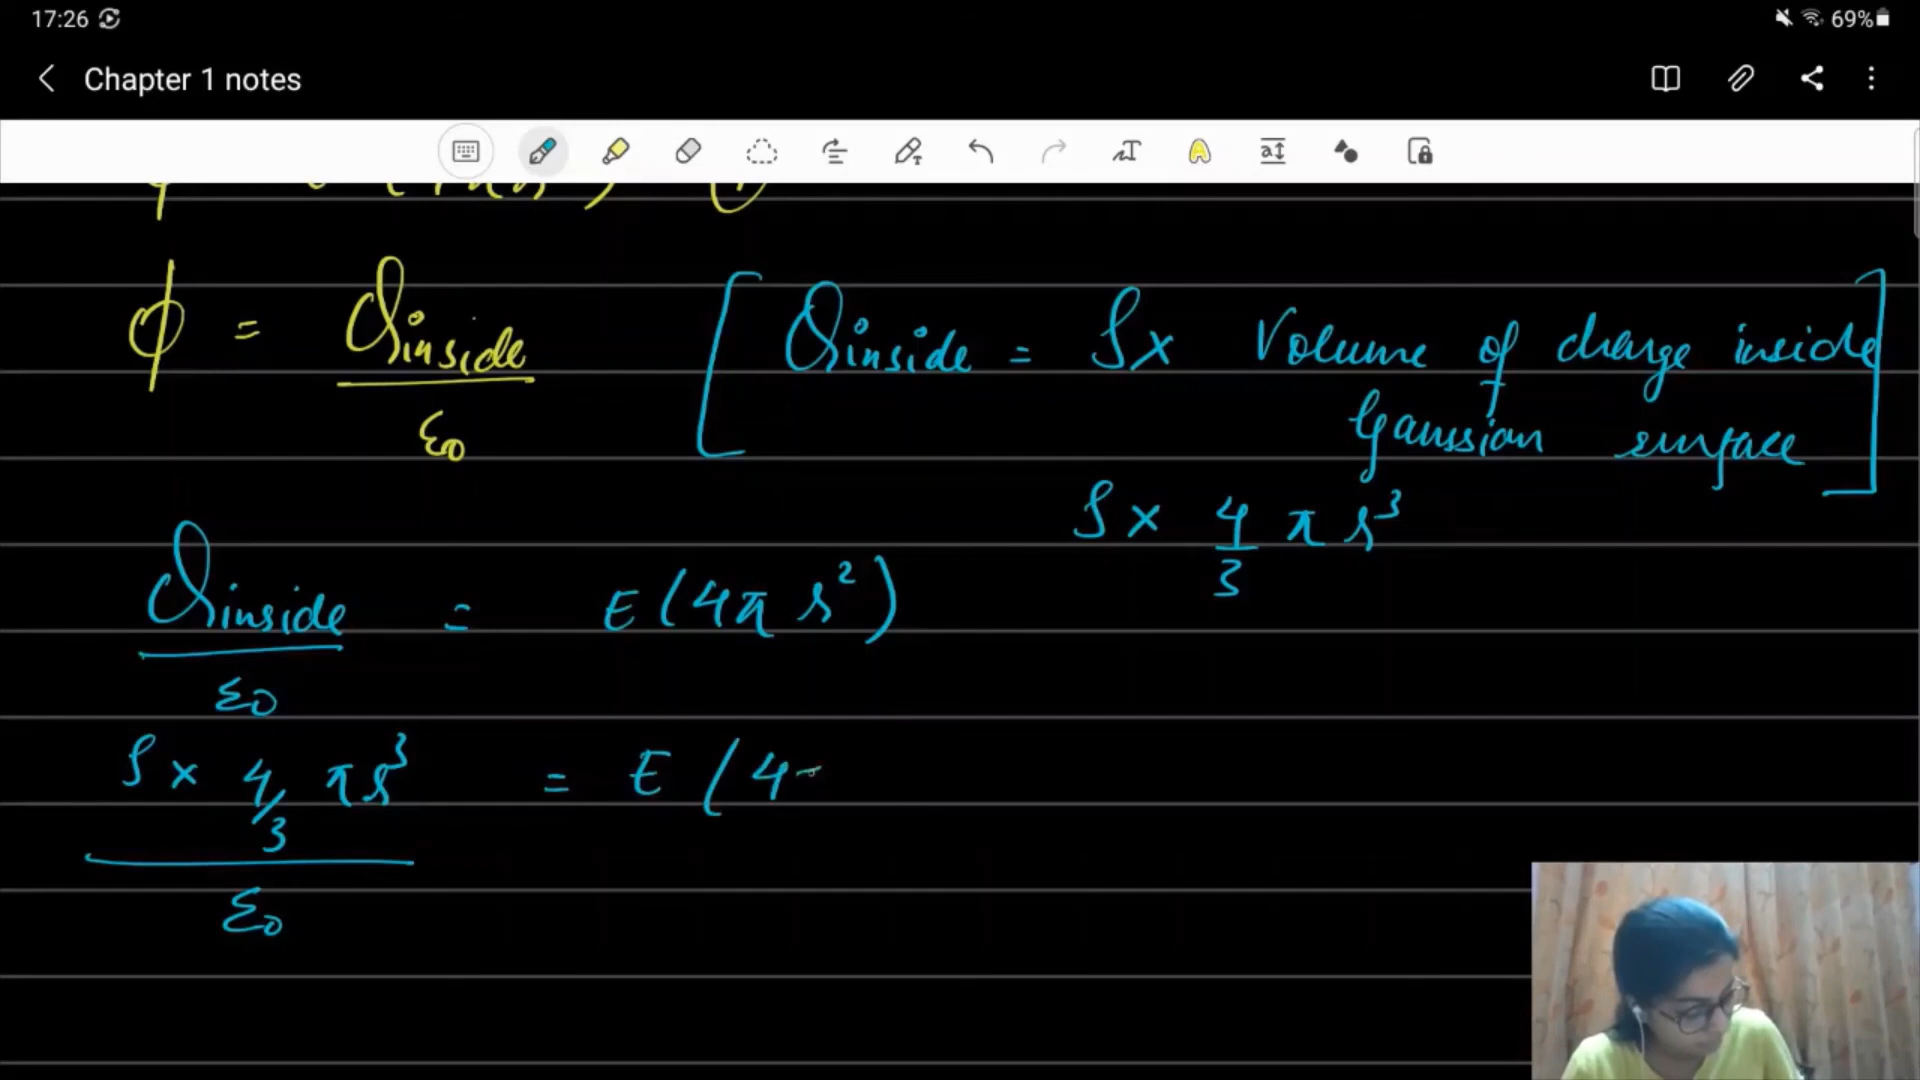 17:26
69%
Chapter 1 notes
φ = Qinside / ε0
[ Qinside = ρ × Volume of charge inside
Gaussian surface ]
ρ × 4/3 π r³
Qinside / ε0 = E (4π r²)
ρ × 4/3 π r³ / ε0 = E ( 4